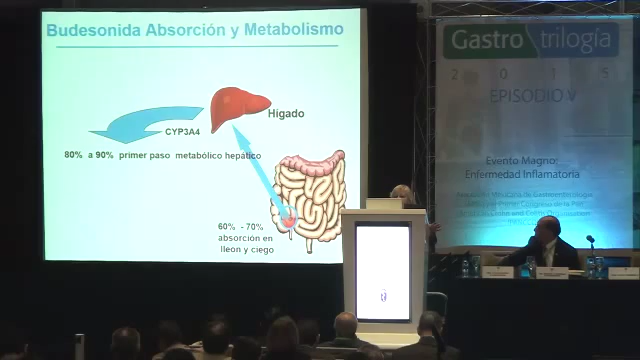 Budesonida Absorción y Metabolismo
Hígado
CYP3A4
80% a 90% primer paso metabólico hepático
60% - 70%
absorción en
Ileon y ciego
Gastro trilogía
2 0 1 5
EPISODIO V
Evento Magno:
Enfermedad Inflamatoria